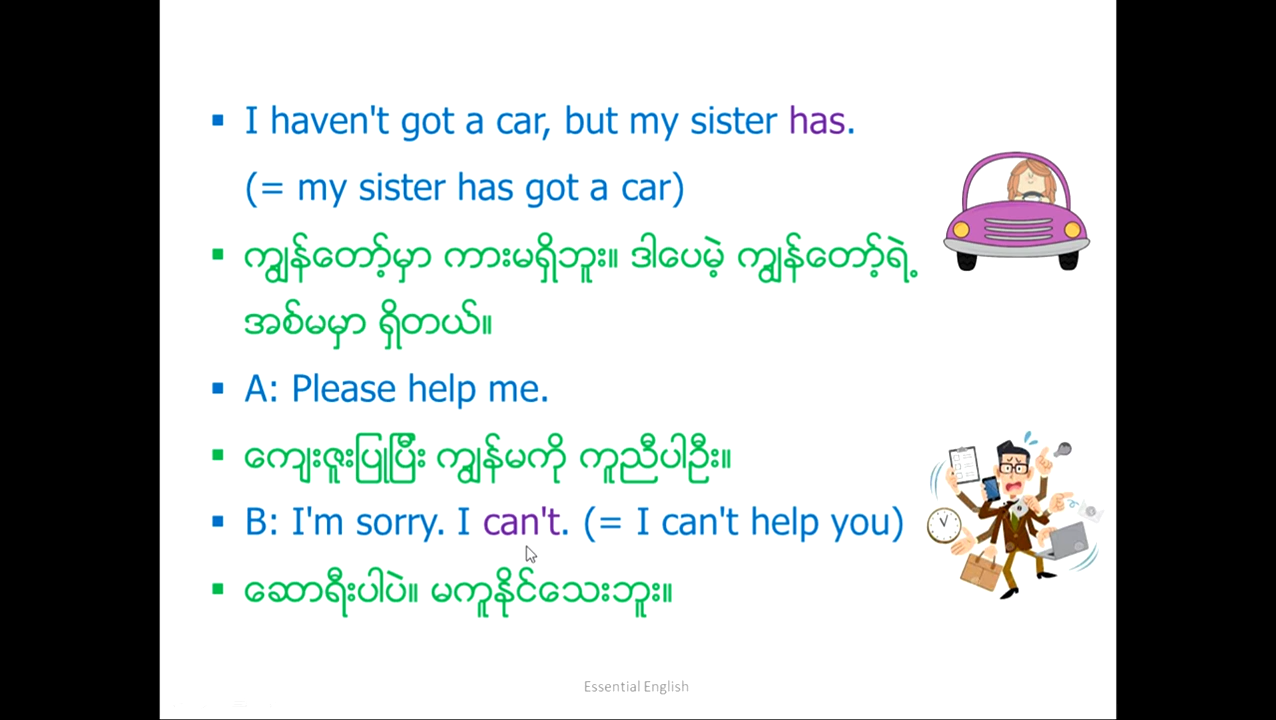 ▪ I haven't got a car, but my sister has.
(= my sister has got a car)
▪ ကျွန်တော့်မှာ ကားမရှိဘူး။ ဒါပေမဲ့ ကျွန်တော့်ရဲ့
အစ်မမှာ ရှိတယ်။
▪ A: Please help me.
▪ ကျေးဇူးပြုပြီး ကျွန်မကို ကူညီပါဦး။
▪ B: I'm sorry. I can't. (= I can't help you)
▪ ဆောရီးပါပဲ။ မကူနိုင်သေးဘူး။
Essential English